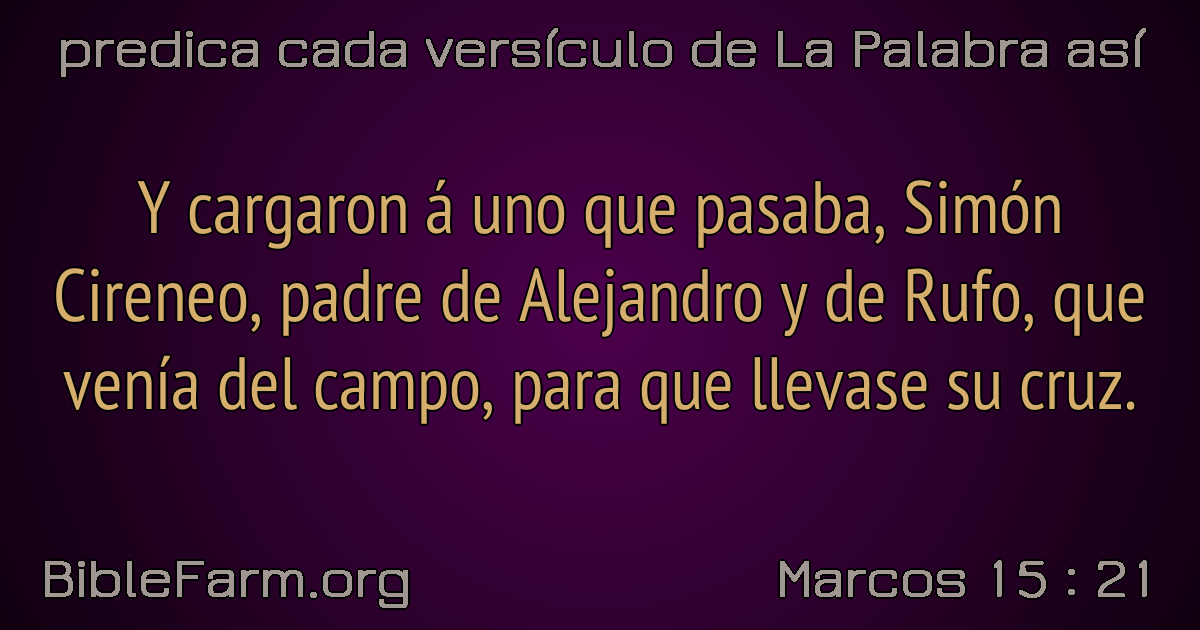 predica cada versículo de La Palabra así
Y cargaron á uno que pasaba, Simón
Cireneo, padre de Alejandro y de Rufo, que
venía del campo, para que llevase su cruz.
BibleFarm.org
Marcos 15 : 21